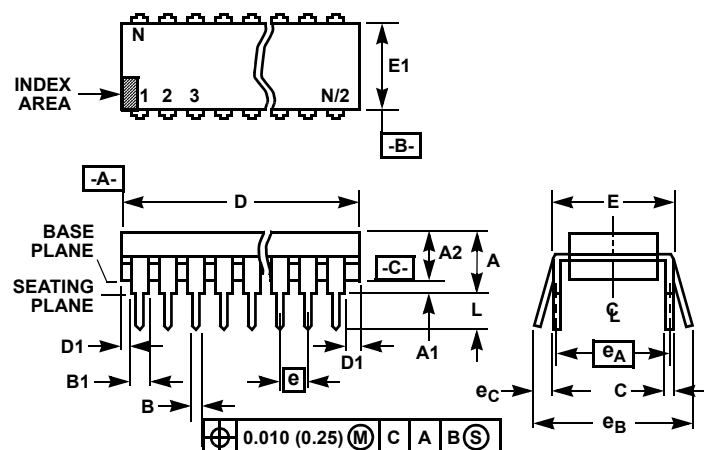 N
E1
INDEX
AREA
1 2 3 N/2
-B-
-A-
D
E
BASE
PLANE
A2
A
-C-
SEATING
PLANE
L
C
L
D1
A1
D1
B1
e
eA
eC
C
B
eB
0.010 (0.25) M C A B S